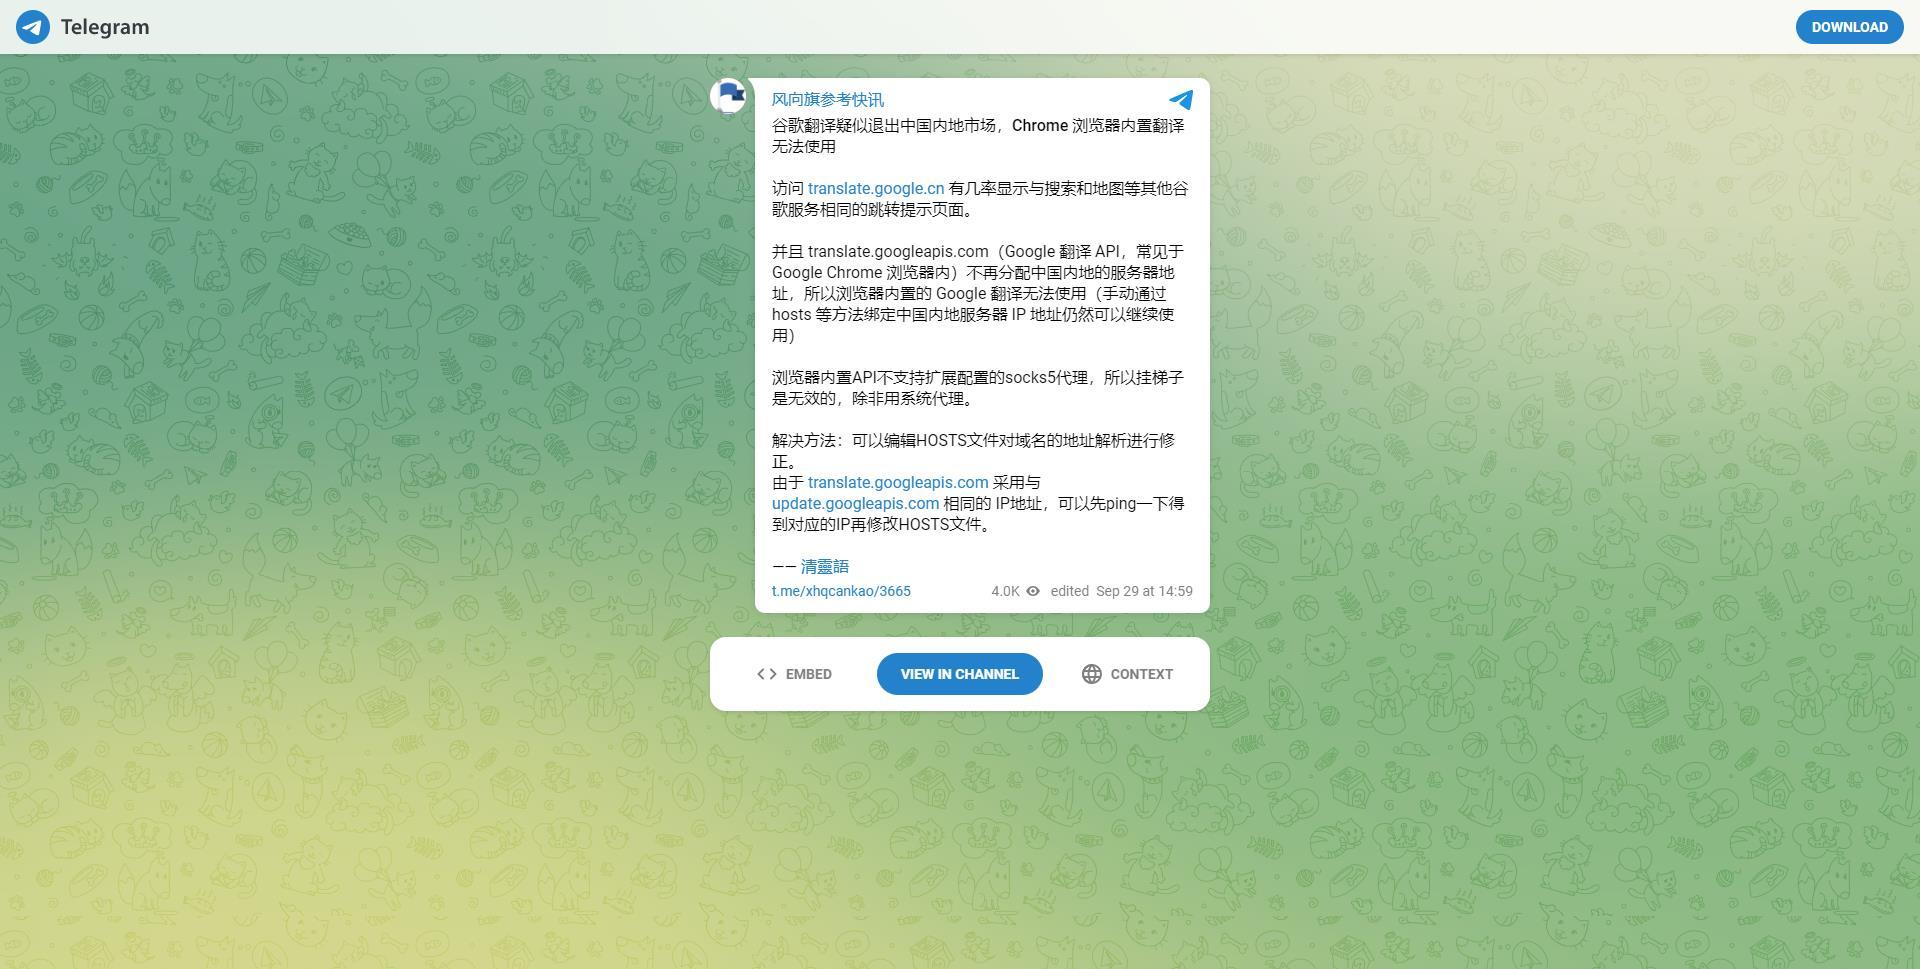 Telegram
DOWNLOAD
风向旗参考快讯
谷歌翻译疑似退出中国内地市场，Chrome 浏览器内置翻译
无法使用
访问 translate.google.cn 有几率显示与搜索和地图等其他谷
歌服务相同的跳转提示页面。
并且 translate.googleapis.com（Google 翻译 API，常见于
Google Chrome 浏览器内）不再分配中国内地的服务器地
址，所以浏览器内置的 Google 翻译无法使用（手动通过
hosts 等方法绑定中国内地服务器 IP 地址仍然可以继续使
用）
浏览器内置API不支持扩展配置的socks5代理，所以挂梯子
是无效的，除非用系统代理。
解决方法：可以编辑HOSTS文件对域名的地址解析进行修
正。
由于 translate.googleapis.com 采用与
update.googleapis.com 相同的 IP地址，可以先ping一下得
到对应的IP再修改HOSTS文件。
—— 清靈語
t.me/xhqcankao/3665 4.0K edited Sep 29 at 14:59
EMBED VIEW IN CHANNEL CONTEXT